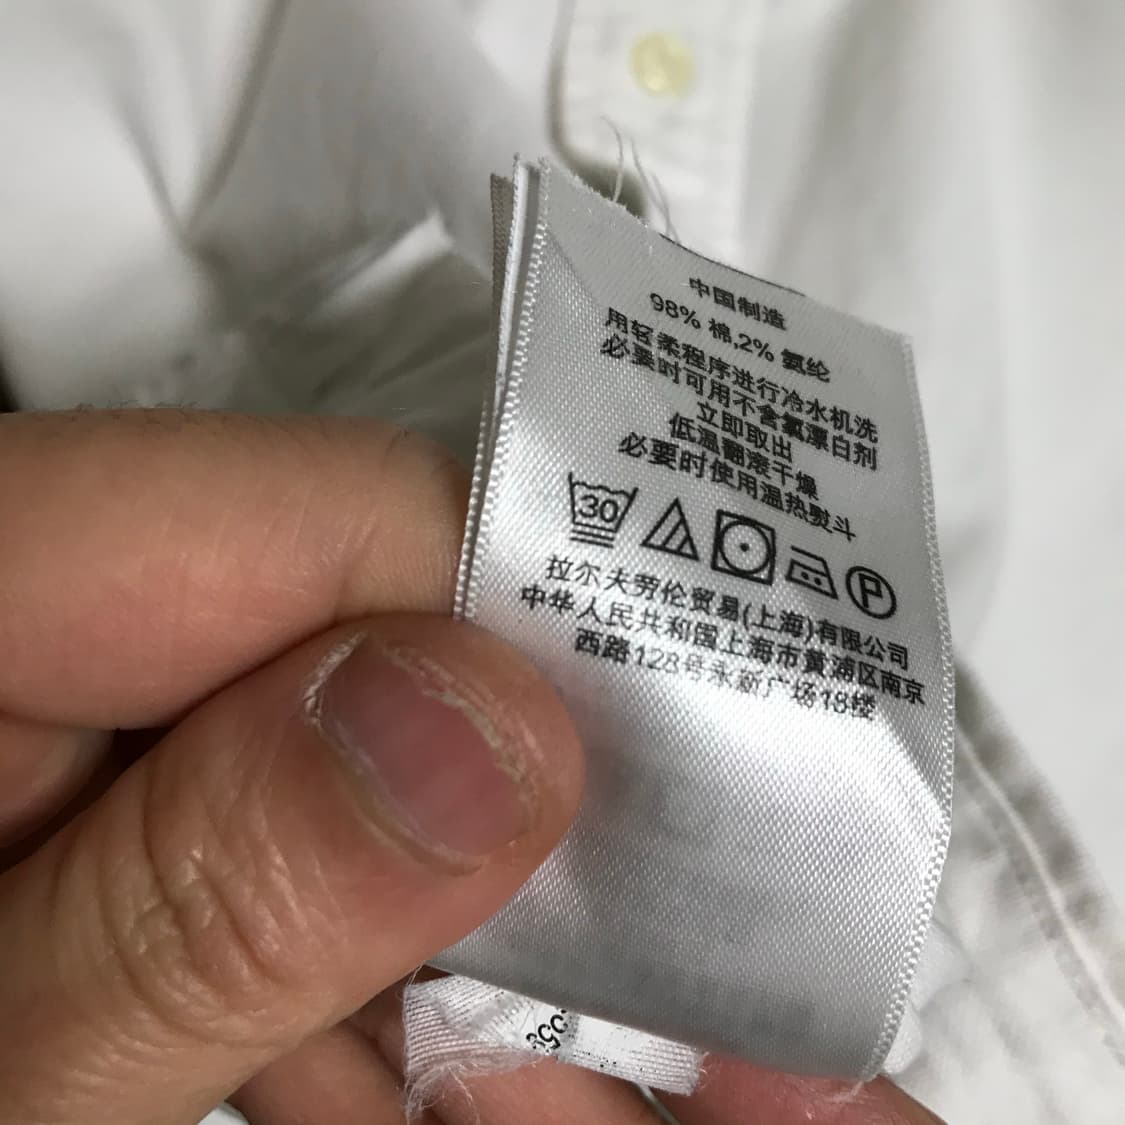 中国制造
98% 棉,2% 氨纶
用轻柔程序进行冷水机洗
必要时可用不含氯漂白剂
立即取出
低温翻滚干燥
必要时使用温热熨斗
30
P
拉尔夫劳伦贸易(上海)有限公司
中华人民共和国上海市黄浦区南京
西路128号永新广场18楼